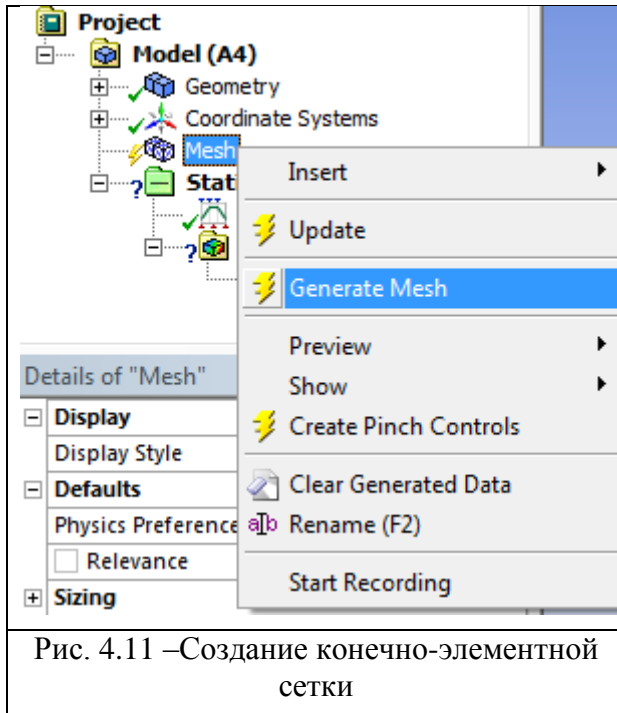 Project
Model (A4)
Geometry
Coordinate Systems
Mesh
Stati
Insert
Update
Generate Mesh
Preview
Show
Create Pinch Controls
Clear Generated Data
Rename (F2)
Start Recording
Details of "Mesh"
Display
Display Style
Defaults
Physics Preference
Relevance
Sizing
Рис. 4.11 –Создание конечно-элементной
сетки